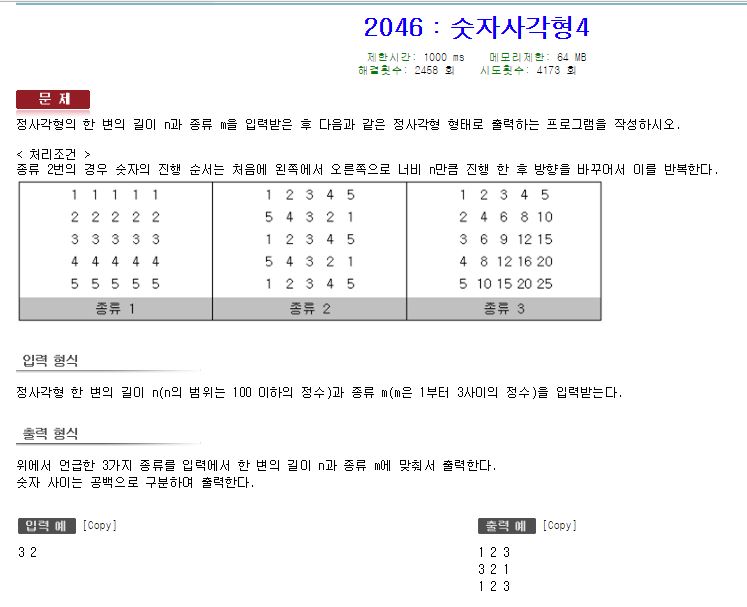 2046 : 숫자사각형4
제한시간: 1000 ms 메모리제한: 64 MB
해결횟수: 2458 회 시도횟수: 4173 회
문 제
정사각형의 한 변의 길이 n과 종류 m을 입력받은 후 다음과 같은 정사각형 형태로 출력하는 프로그램을 작성하시오.
< 처리조건 >
종류 2번의 경우 숫자의 진행 순서는 처음에 왼쪽에서 오른쪽으로 너비 n만큼 진행 한 후 방향을 바꾸어서 이를 반복한다.
1 1 1 1 1 1 2 3 4 5 1 2 3 4 5
2 2 2 2 2 5 4 3 2 1 2 4 6 8 10
3 3 3 3 3 1 2 3 4 5 3 6 9 12 15
4 4 4 4 4 5 4 3 2 1 4 8 12 16 20
5 5 5 5 5 1 2 3 4 5 5 10 15 20 25
종류 1 종류 2 종류 3
입력 형식
정사각형 한 변의 길이 n(n의 범위는 100 이하의 정수)과 종류 m(m은 1부터 3사이의 정수)을 입력받는다.
출력 형식
위에서 언급한 3가지 종류를 입력에서 한 변의 길이 n과 종류 m에 맞춰서 출력한다.
숫자 사이는 공백으로 구분하여 출력한다.
입력 예 [Copy] 출력 예 [Copy]
3 2 1 2 3
3 2 1
1 2 3